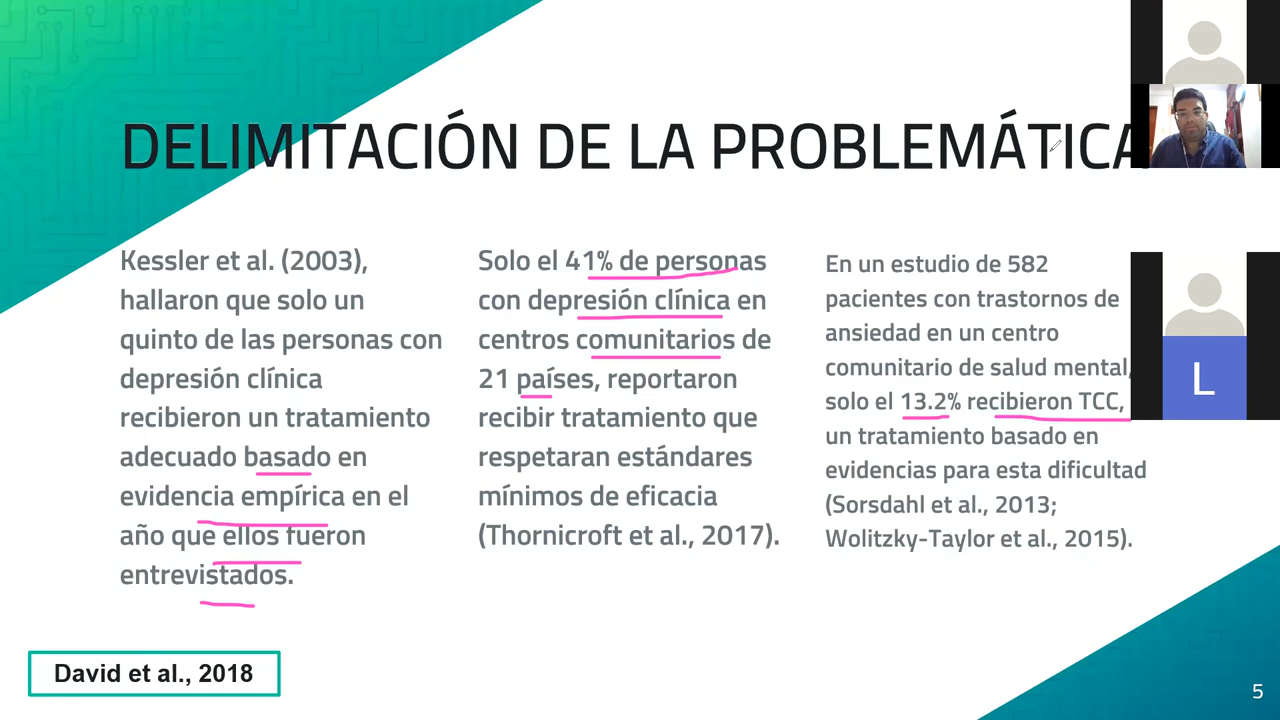 DELIMITACIÓN DE LA PROBLEMÁTICA
Kessler et al. (2003),
hallaron que solo un
quinto de las personas con
depresión clínica
recibieron un tratamiento
adecuado basado en
evidencia empírica en el
año que ellos fueron
entrevistados.
Solo el 41% de personas
con depresión clínica en
centros comunitarios de
21 países, reportaron
recibir tratamiento que
respetaran estándares
mínimos de eficacia
(Thornicroft et al., 2017).
En un estudio de 582
pacientes con trastornos de
ansiedad en un centro
comunitario de salud mental,
solo el 13.2% recibieron TCC,
un tratamiento basado en
evidencias para esta dificultad
(Sorsdahl et al., 2013;
Wolitzky-Taylor et al., 2015).
L
David et al., 2018
5